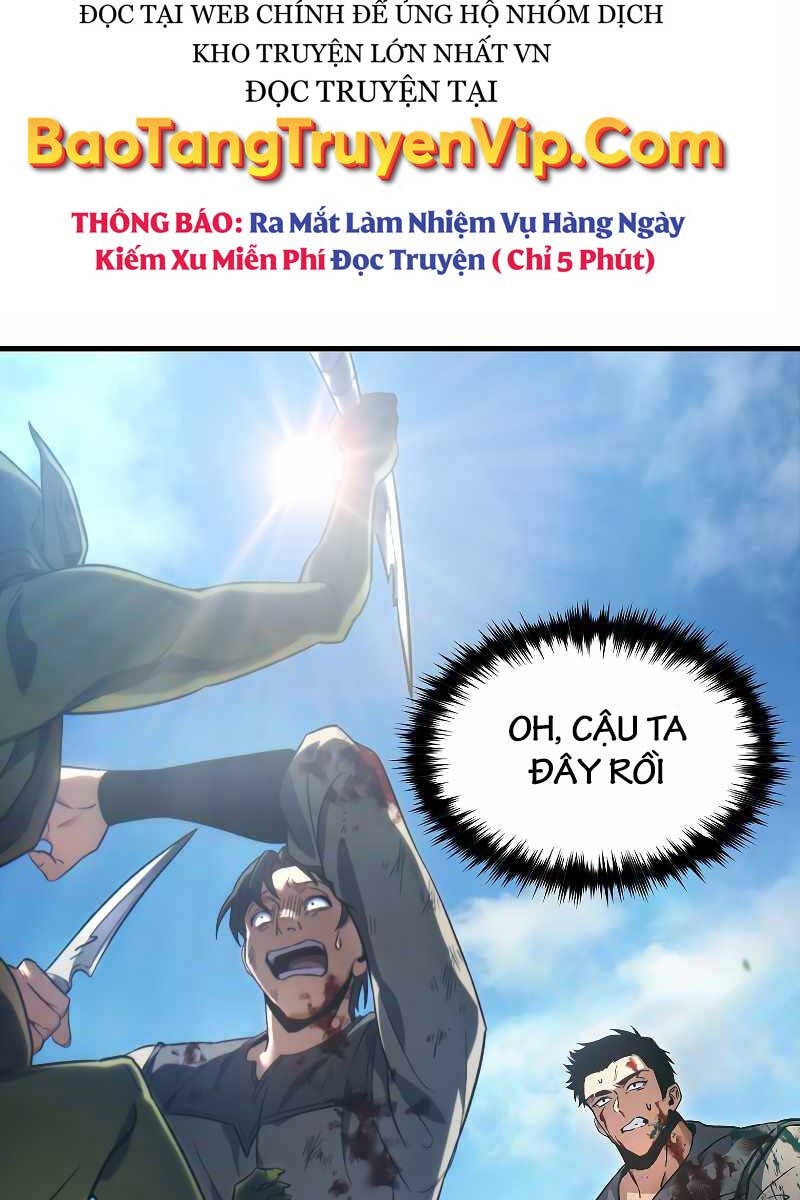 ĐỌC TẠI WEB CHÍNH ĐỂ ỦNG HỘ NHÓM DỊCH
KHO TRUYỆN LỚN NHẤT VN
ĐỌC TRUYỆN TẠI
BaoTangTruyenVip.Com
THÔNG BÁO: Ra Mắt Làm Nhiệm Vụ Hàng Ngày
Kiếm Xu Miễn Phí Đọc Truyện ( Chỉ 5 Phút)
OH, CẬU TA
ĐÂY RỒI